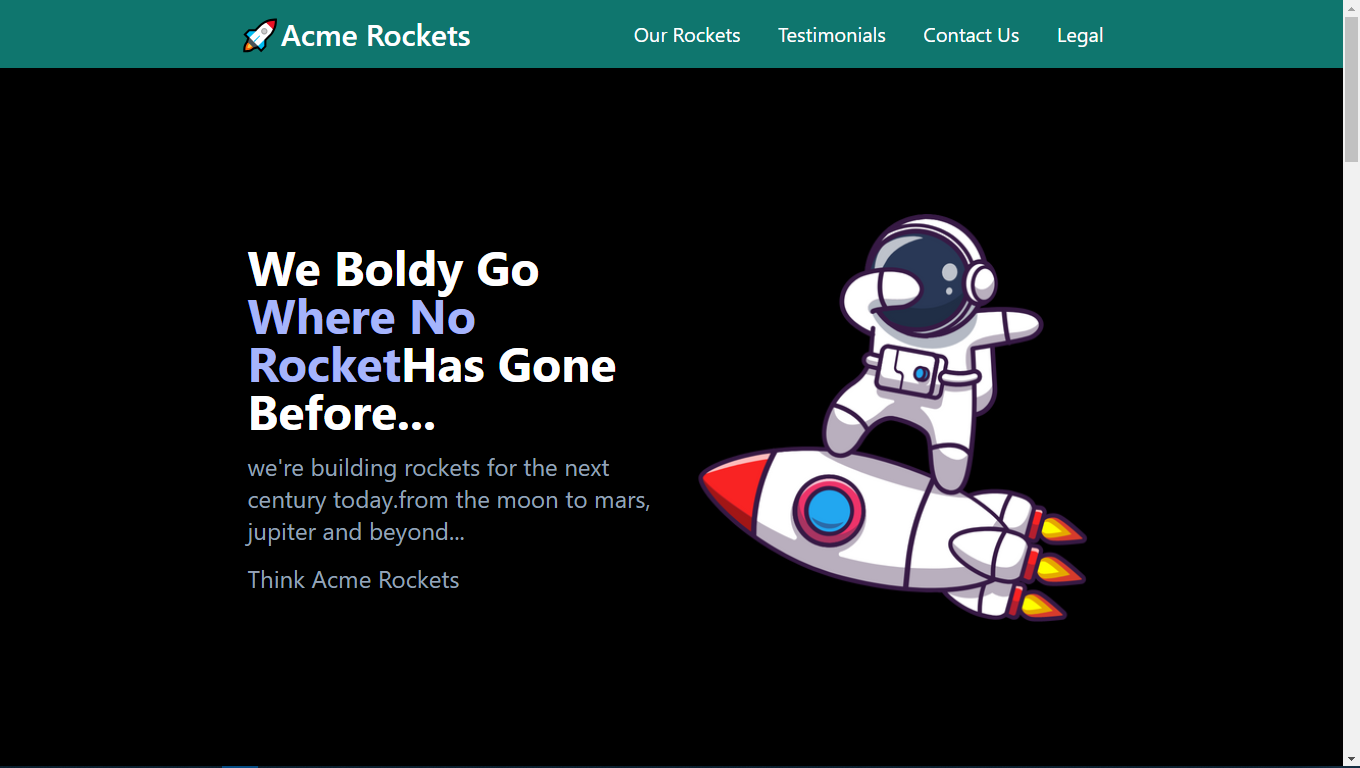 🚀 Acme Rockets
Our Rockets Testimonials Contact Us Legal
We Boldy Go
Where No
RocketHas Gone
Before...
we're building rockets for the next
century today.from the moon to mars,
jupiter and beyond...
Think Acme Rockets